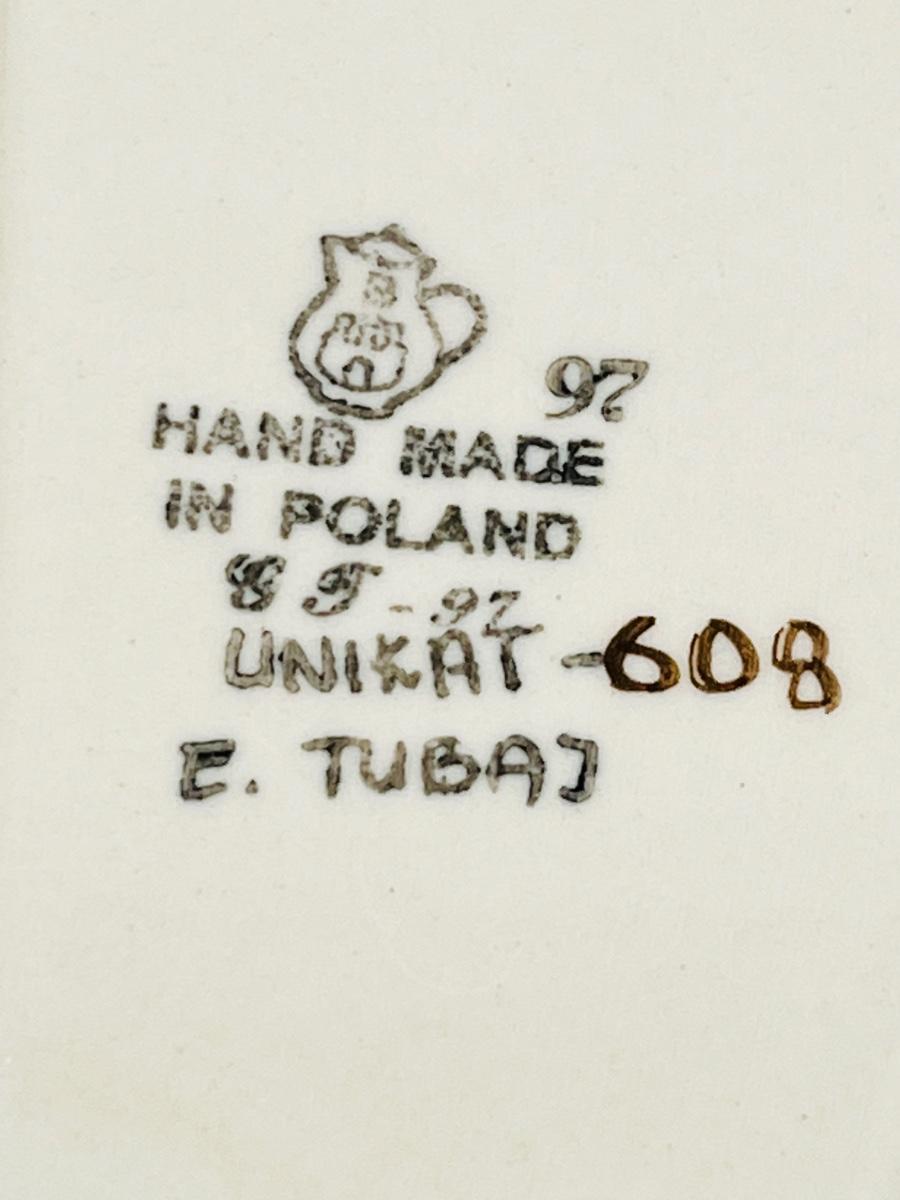 97
HAND MADE
IN POLAND
UNIKAT - 608
E. TUBAJ